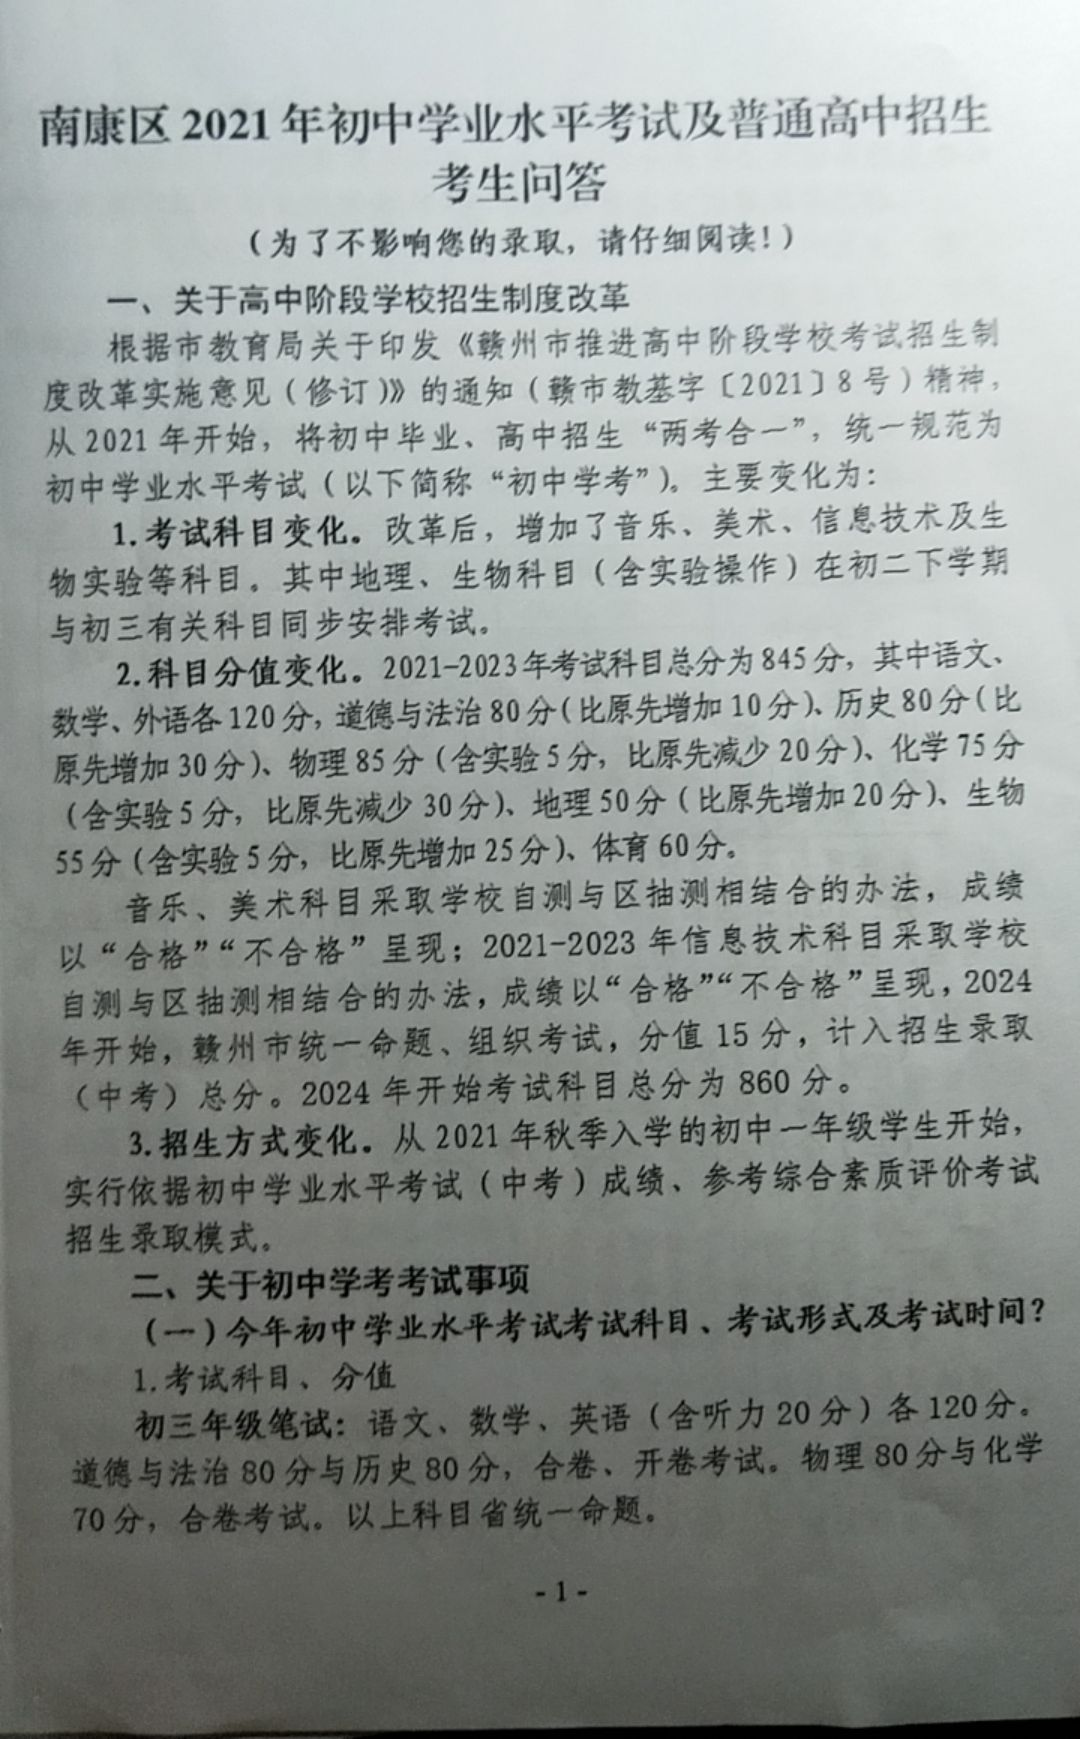 南康区 2021 年初中学业水平考试及普通高中招生
考生问答
（为了不影响您的录取，请仔细阅读！）
一、关于高中阶段学校招生制度改革
根据市教育局关于印发《赣州市推进高中阶段学校考试招生制
度改革实施意见（修订）》的通知（赣市教基字〔2021〕8 号）精神，
从 2021 年开始，将初中毕业、高中招生“两考合一”，统一规范为
初中学业水平考试（以下简称“初中学考”）。主要变化为：
1.考试科目变化。改革后，增加了音乐、美术、信息技术及生
物实验等科目。其中地理、生物科目（含实验操作）在初二下学期
与初三有关科目同步安排考试。
2.科目分值变化。2021-2023年考试科目总分为 845 分，其中语文、
数学、外语各 120 分，道德与法治 80 分（比原先增加 10 分）、历史 80 分（比
原先增加 30 分）、物理 85 分（含实验 5 分，比原先减少 20 分）、化学 75 分
（含实验 5 分，比原先减少 30 分）、地理 50 分（比原先增加 20 分）、生物
55 分（含实验 5 分，比原先增加 25 分）、体育 60 分。
音乐、美术科目采取学校自测与区抽测相结合的办法，成绩
以“合格”“不合格”呈现；2021-2023 年信息技术科目采取学校
自测与区抽测相结合的办法，成绩以“合格”“不合格”呈现，2024
年开始，赣州市统一命题、组织考试，分值 15 分，计入招生录取
（中考）总分。2024 年开始考试科目总分为 860 分。
3.招生方式变化。从 2021 年秋季入学的初中一年级学生开始，
实行依据初中学业水平考试（中考）成绩、参考综合素质评价考试
招生录取模式。
二、关于初中学考考试事项
（一）今年初中学业水平考试考试科目、考试形式及考试时间？
1.考试科目、分值
初三年级笔试：语文、数学、英语（含听力 20 分）各 120 分。
道德与法治 80 分与历史 80 分，合卷、开卷考试。物理 80 分与化学
70 分，合卷考试。以上科目省统一命题。
- 1 -